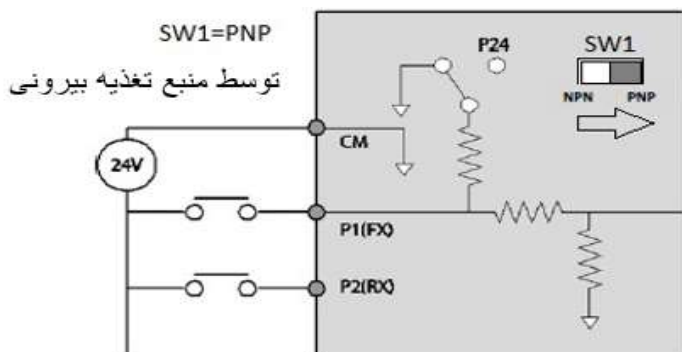 SW1=PNP
توسط منبع تغذیه بیرونی
P24
SW1
NPN PNP
CM
24V
P1(FX)
P2(RX)